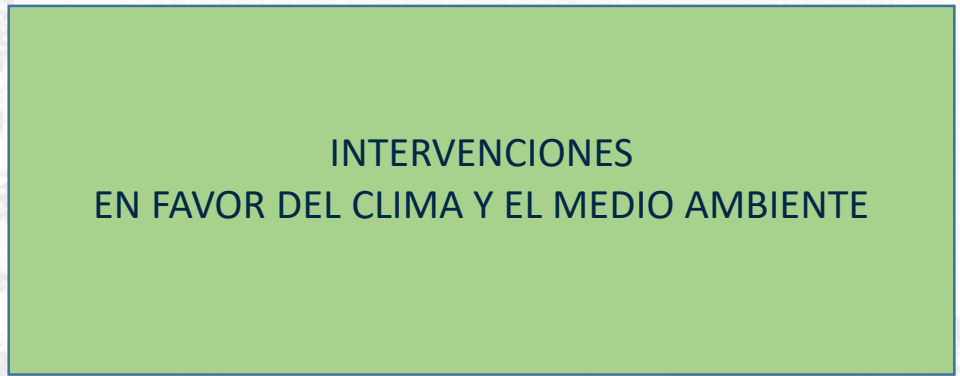 INTERVENCIONES
EN FAVOR DEL CLIMA Y EL MEDIO AMBIENTE